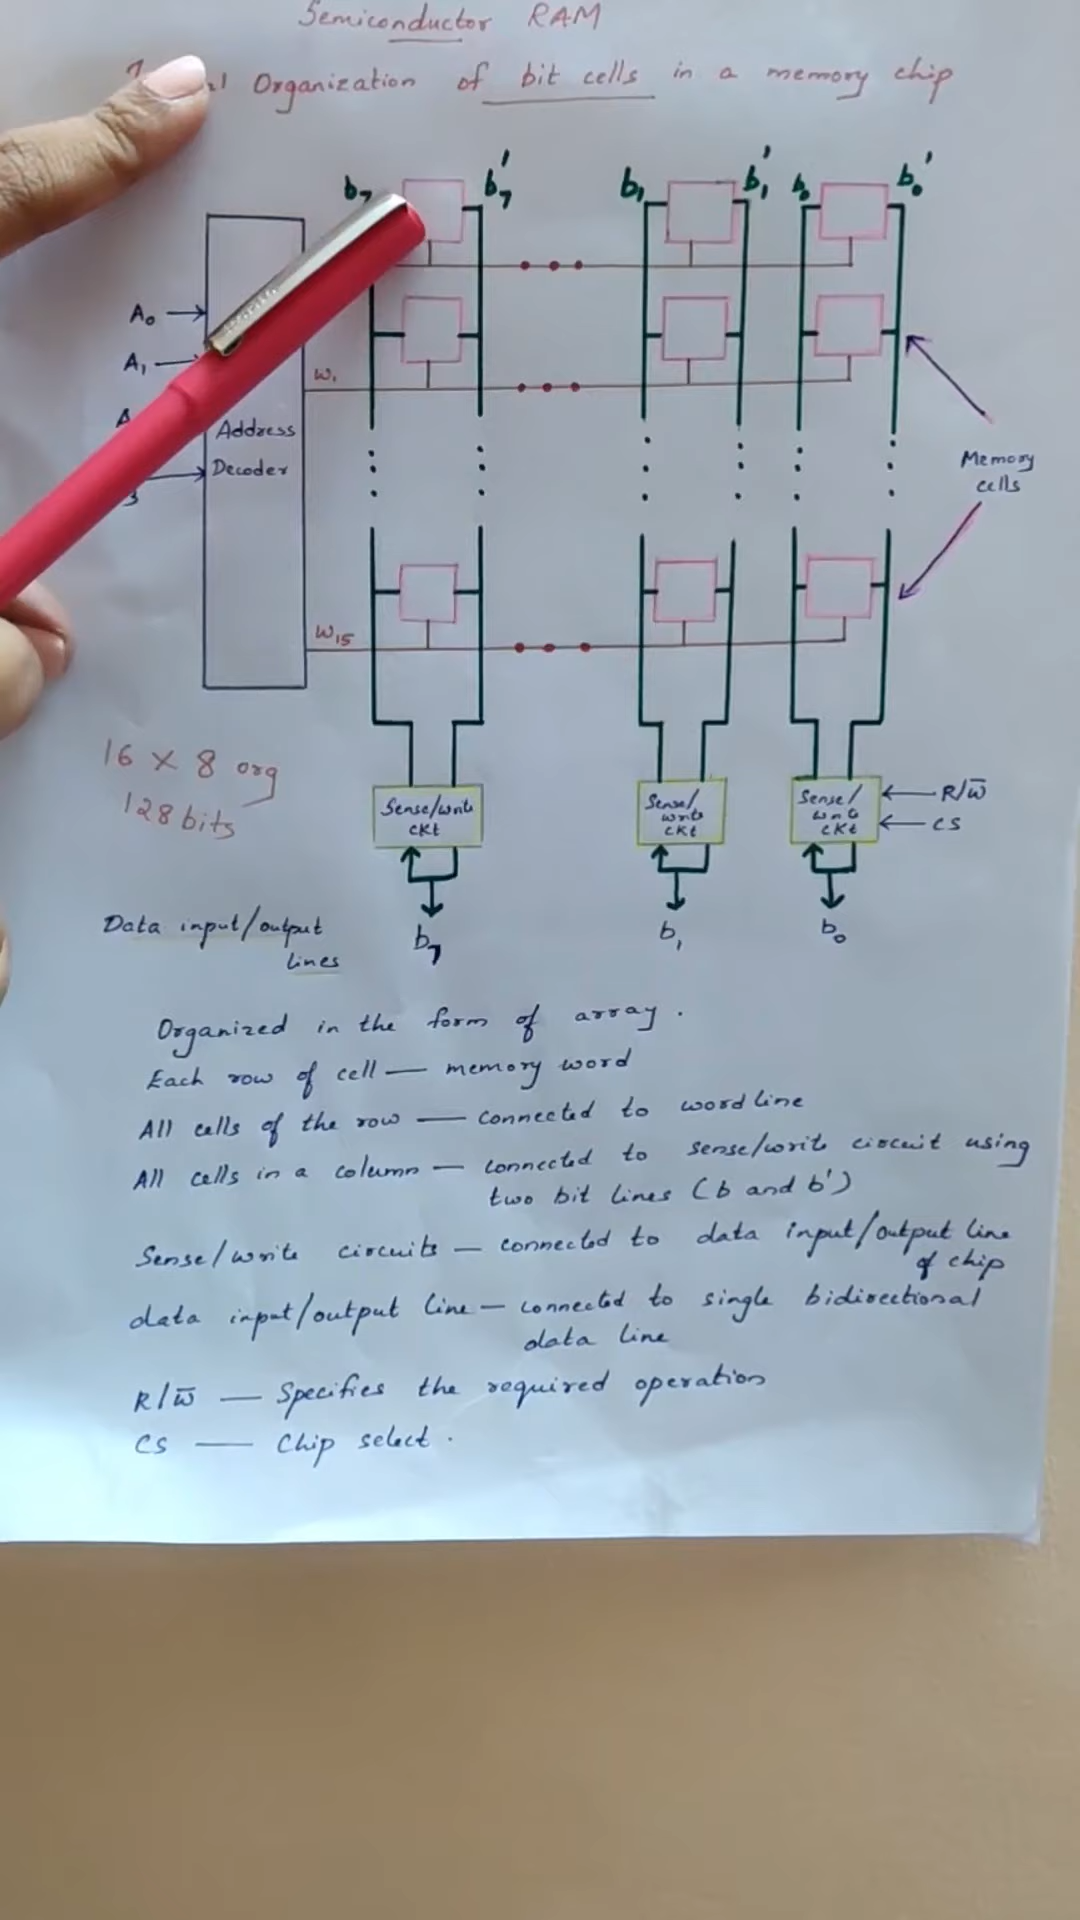 Semiconductor RAM
Organization of bit cells in a memory chip
b7 b7' b1 b1' b0 b0'
A0
A1
W1
Address
Decoder
3
Memory
cells
W15
16 X 8 org
128 bits
Sense/write
CKt
Sense/
write
CKt
Sense/
write
CKt
R/W̅
CS
Data input/output
lines
b7 b1 b0
Organized in the form of array.
Each row of cell — memory word
All cells of the row — connected to word line
All cells in a column — connected to sense/write circuit using
two bit lines (b and b')
Sense/write circuits — connected to data input/output line
of chip
data input/output line — connected to single bidirectional
data line
R/W̅ — Specifies the required operation
CS — Chip select.